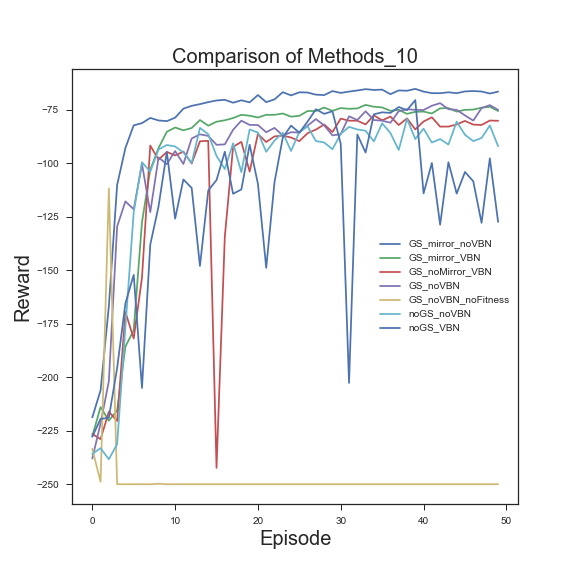 Comparison of Methods_10
Reward
−75
−100
−125
−150
−175
−200
−225
−250
GS_mirror_noVBN
GS_mirror_VBN
GS_noMirror_VBN
GS_noVBN
GS_noVBN_noFitness
noGS_noVBN
noGS_VBN
0
10
20
30
40
50
Episode